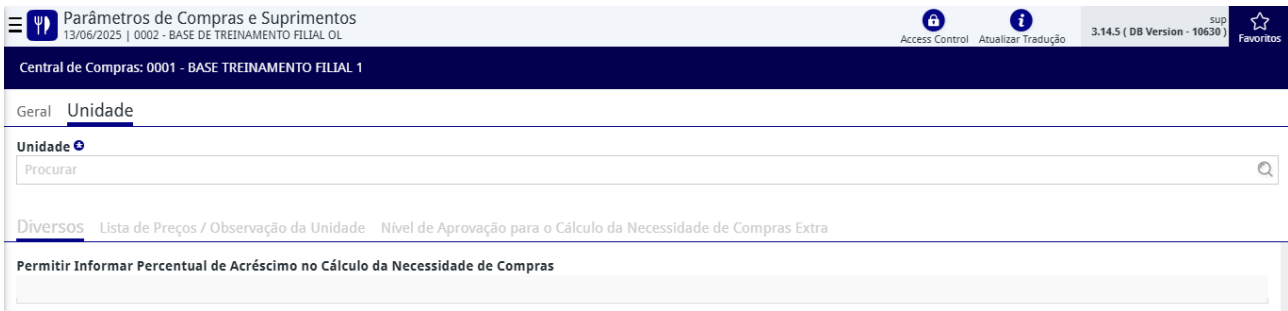 Parâmetros de Compras e Suprimentos
13/06/2025 | 0002 - BASE DE TREINAMENTO FILIAL OL
Access Control
Atualizar Tradução
sup
3.14.5 ( DB Version - 10630 )
Favoritos
Central de Compras: 0001 - BASE TREINAMENTO FILIAL 1
Geral Unidade
Unidade
Procurar
Diversos Lista de Preços / Observação da Unidade Nível de Aprovação para o Cálculo da Necessidade de Compras Extra
Permitir Informar Percentual de Acréscimo no Cálculo da Necessidade de Compras